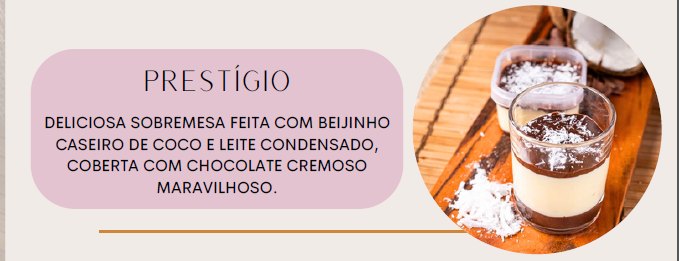 PRESTÍGIO
DELICIOSA SOBREMESA FEITA COM BEIJINHO
CASEIRO DE COCO E LEITE CONDENSADO,
COBERTA COM CHOCOLATE CREMOSO
MARAVILHOSO.